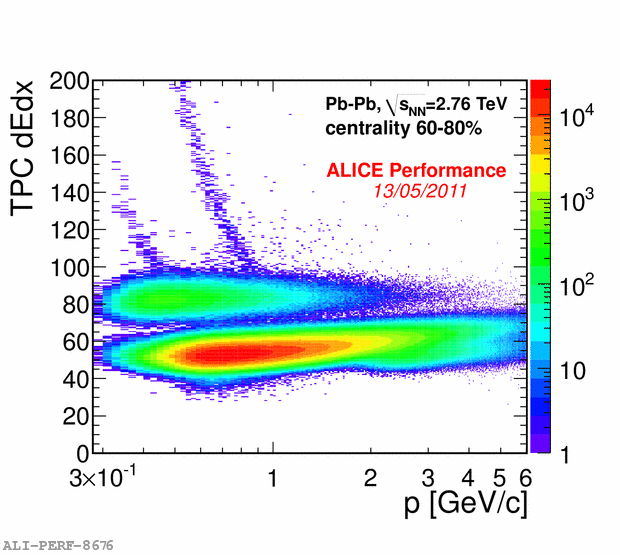 TPC dEdx
200
180
160
140
120
100
80
60
40
20
0
Pb-Pb, √sNN=2.76 TeV
centrality 60-80%
ALICE Performance
13/05/2011
10⁴
10³
10²
10
1
3×10⁻¹ 1 2 3 4 5 6
p [GeV/c]
ALI-PERF-8676